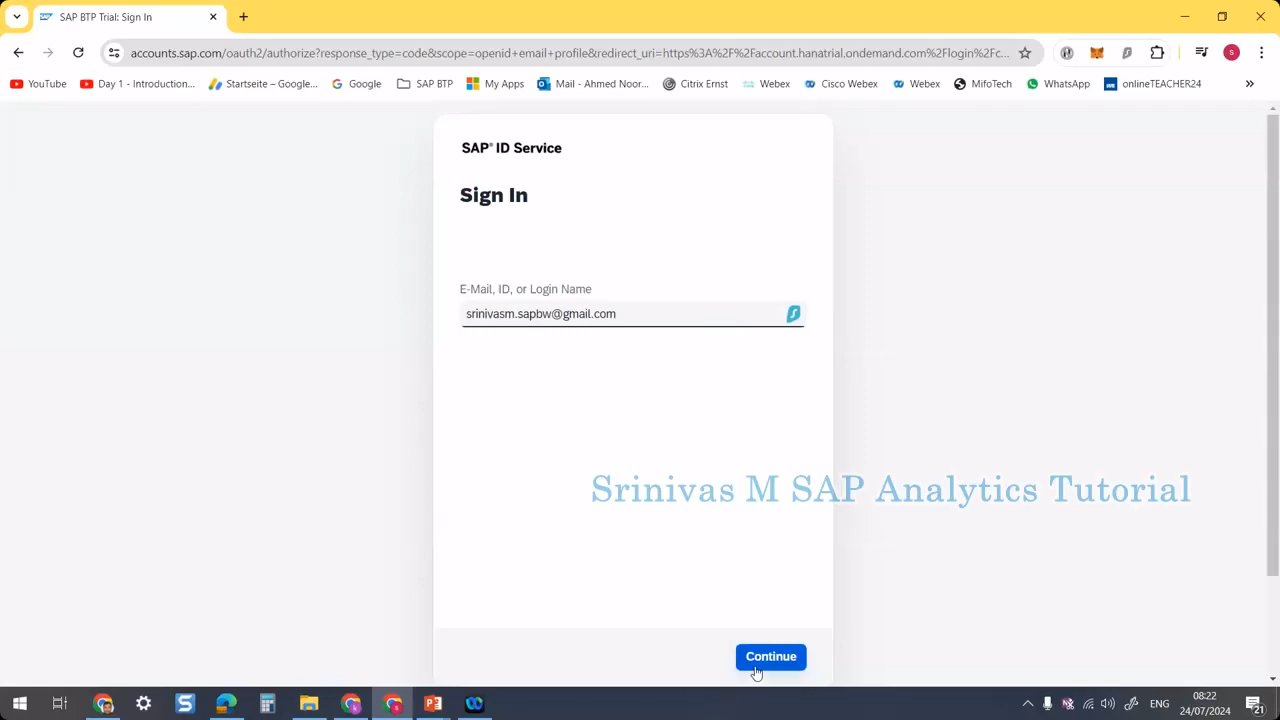 SAP BTP Trial: Sign In
accounts.sap.com/oauth2/authorize?response_type=code&scope=openid+email+profile&redirect_uri=https%3A%2F%2Faccount.hanatrial.ondemand.com%2Flogin%2Fc...
S
YouTube
Day 1 - Introduction...
Startseite – Google...
Google
SAP BTP
My Apps
Mail - Ahmed Noor...
Citrix Ernst
Webex
Cisco Webex
Webex
MifoTech
WhatsApp
onlineTEACHER24
»
SAP® ID Service
Sign In
E-Mail, ID, or Login Name
srinivasm.sapbw@gmail.com
Srinivas M SAP Analytics Tutorial
Continue
ENG
08:22
24/07/2024
21